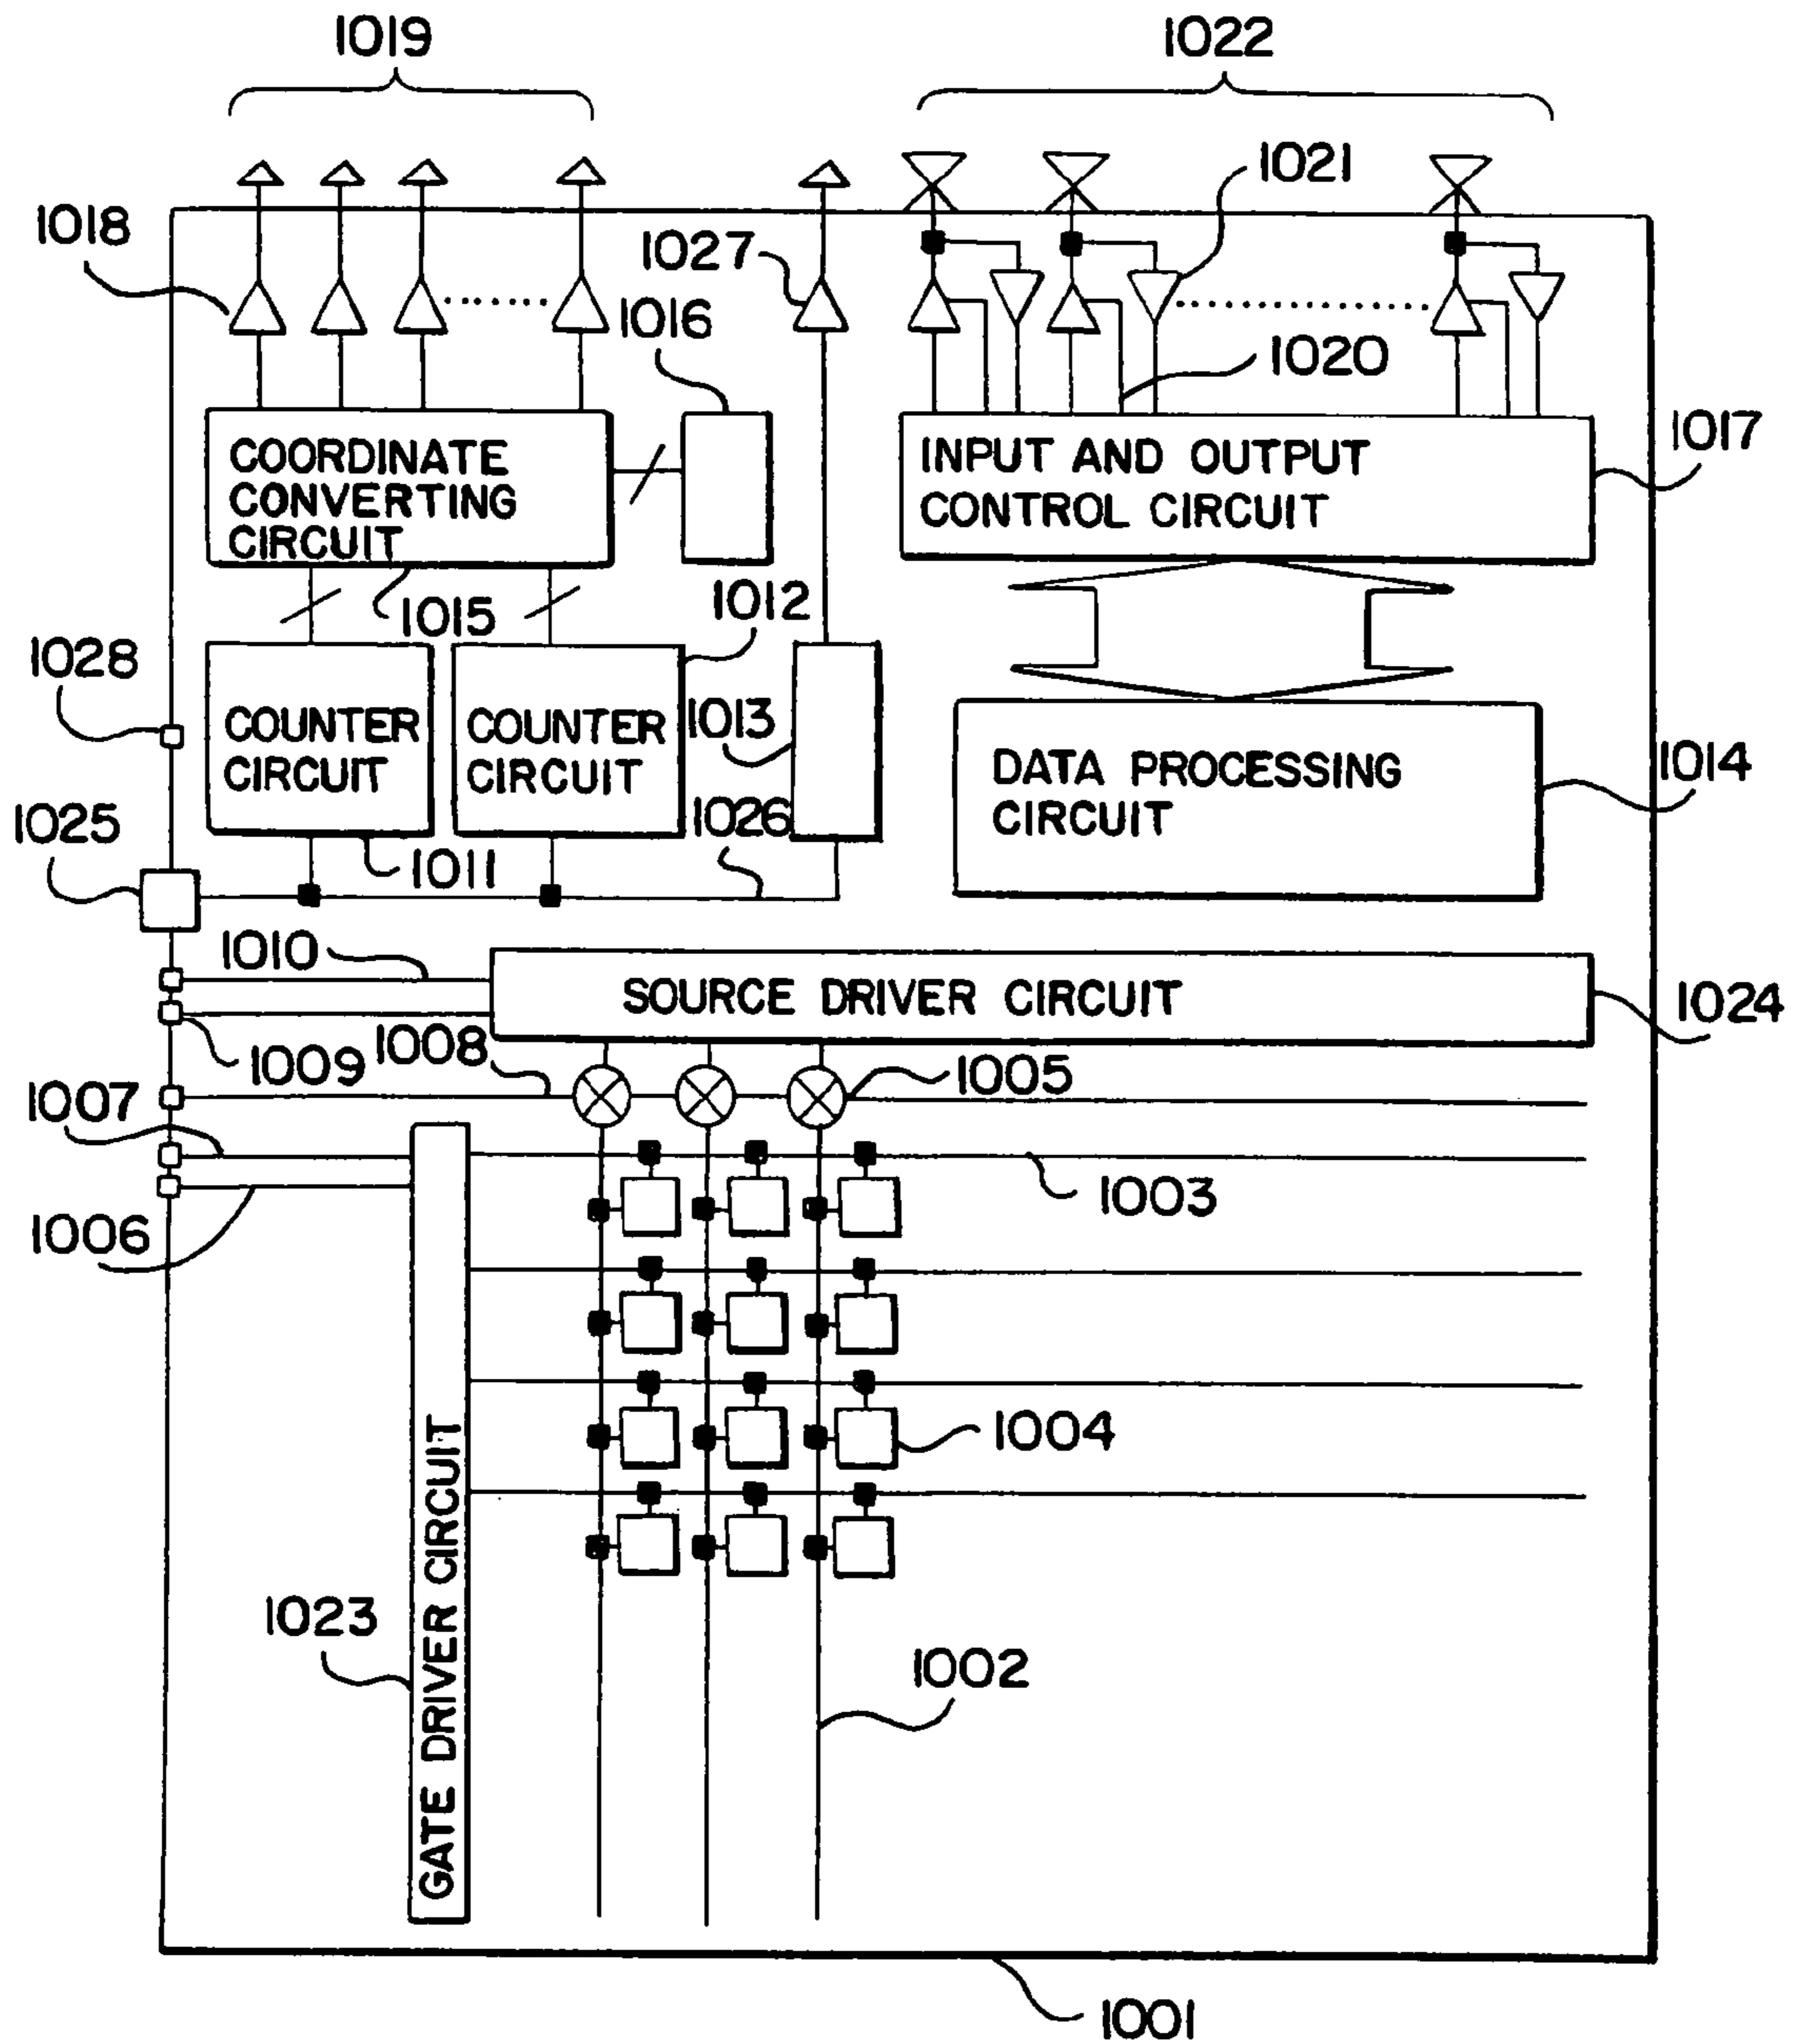 1019
1022
1021
1018
1027
1016
1020
COORDINATE
CONVERTING
CIRCUIT
INPUT AND OUTPUT
CONTROL CIRCUIT
1017
1015
1012
1028
COUNTER
CIRCUIT
COUNTER
CIRCUIT
1013
DATA PROCESSING
CIRCUIT
1014
1025
1026
1011
1010
SOURCE DRIVER CIRCUIT
1024
1009
1008
1005
1007
1003
1006
1004
GATE DRIVER CIRCUIT
1023
1002
1001